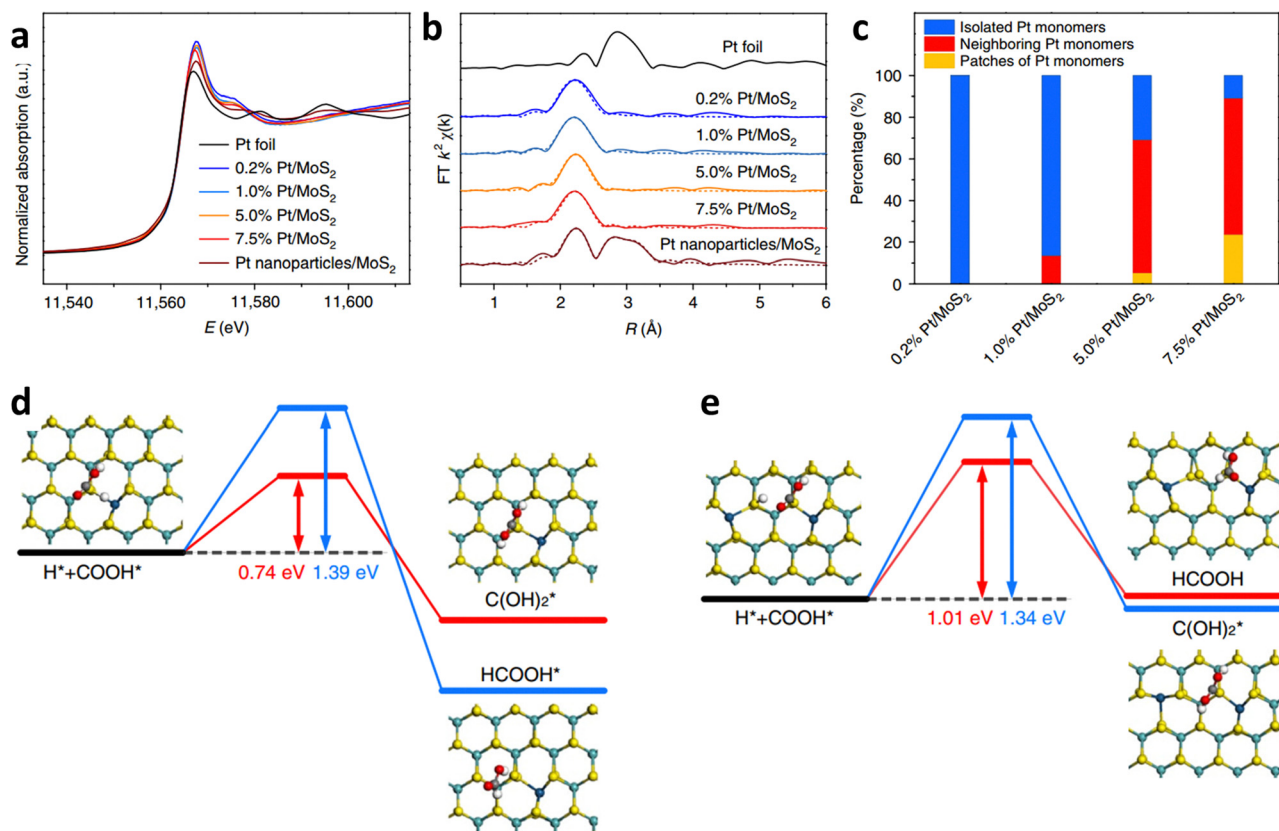 a
Normalized absorption (a.u.)
Pt foil
0.2% Pt/MoS₂
1.0% Pt/MoS₂
5.0% Pt/MoS₂
7.5% Pt/MoS₂
Pt nanoparticles/MoS₂
11,540 11,560 11,580 11,600
E (eV)
b
FT k² χ(k)
Pt foil
0.2% Pt/MoS₂
1.0% Pt/MoS₂
5.0% Pt/MoS₂
7.5% Pt/MoS₂
Pt nanoparticles/MoS₂
1 2 3 4 5 6
R (Å)
c
Isolated Pt monomers
Neighboring Pt monomers
Patches of Pt monomers
Percentage (%)
100
80
60
40
20
0
0.2% Pt/MoS₂
1.0% Pt/MoS₂
5.0% Pt/MoS₂
7.5% Pt/MoS₂
d
H*+COOH*
0.74 eV 1.39 eV
C(OH)₂*
HCOOH*
e
H*+COOH*
1.01 eV 1.34 eV
HCOOH
C(OH)₂*